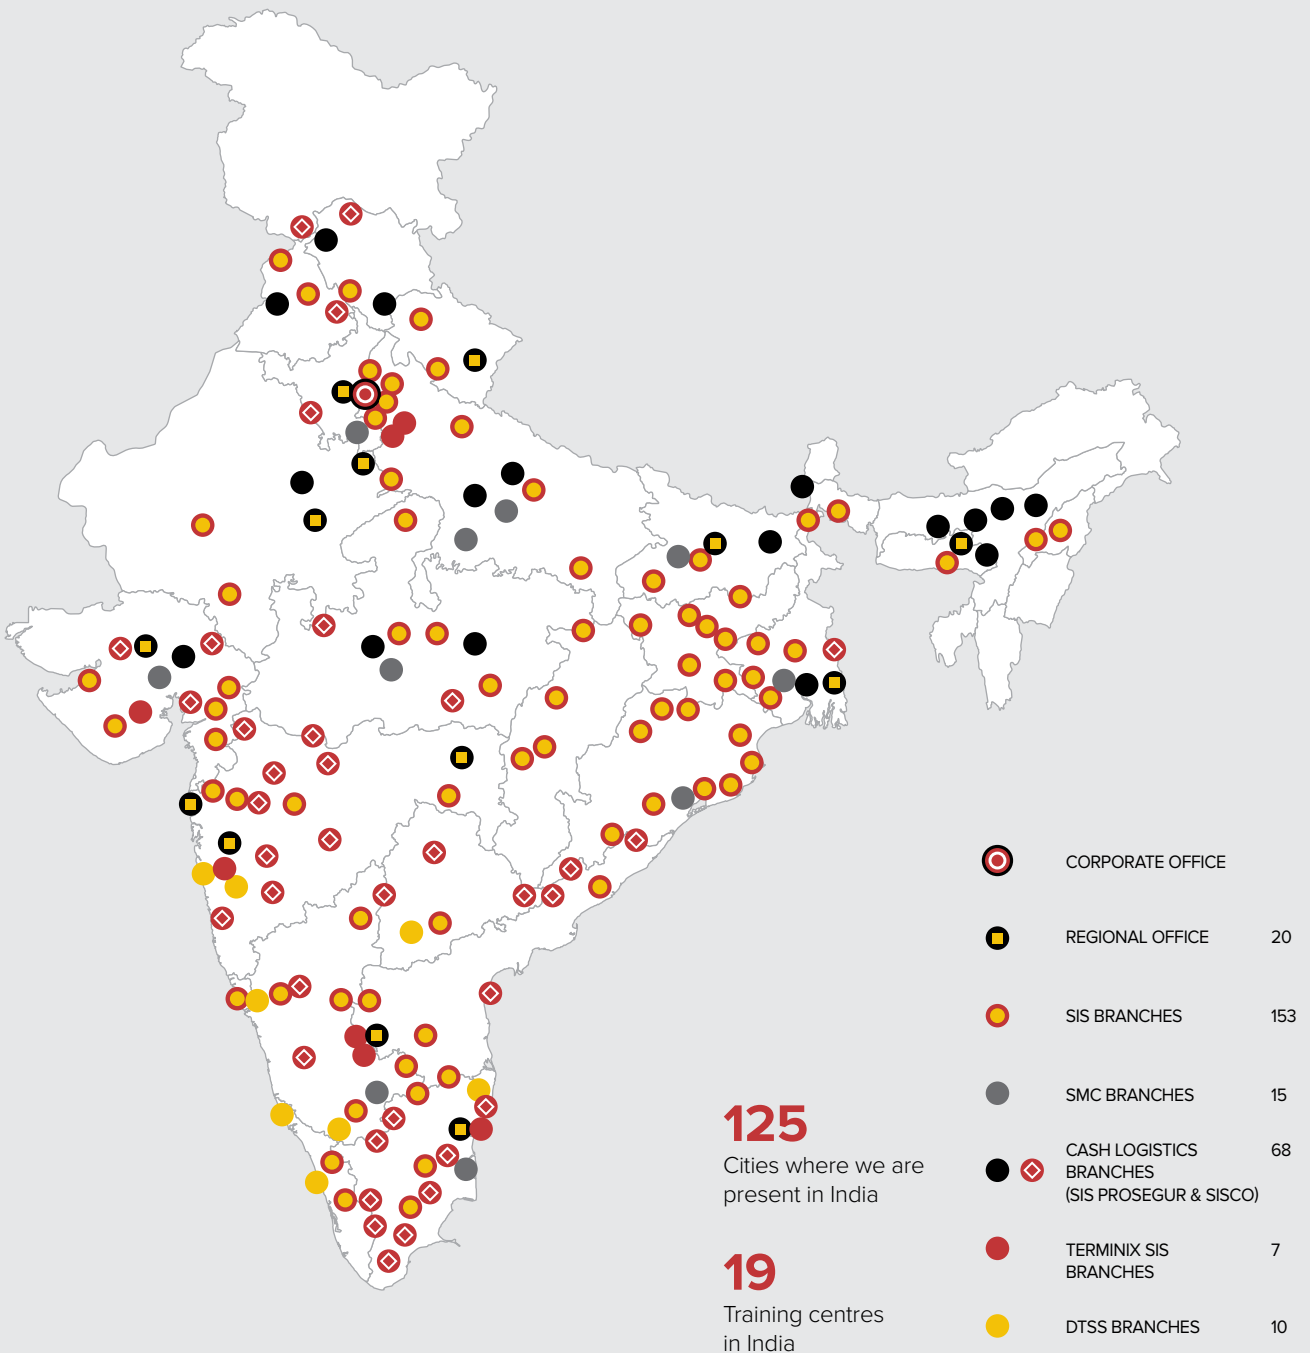 CORPORATE OFFICE
REGIONAL OFFICE 20
SIS BRANCHES 153
SMC BRANCHES 15
CASH LOGISTICS 68
BRANCHES
(SIS PROSEGUR & SISCO)
TERMINIX SIS 7
BRANCHES
DTSS BRANCHES 10
125
Cities where we are
present in India
19
Training centres
in India